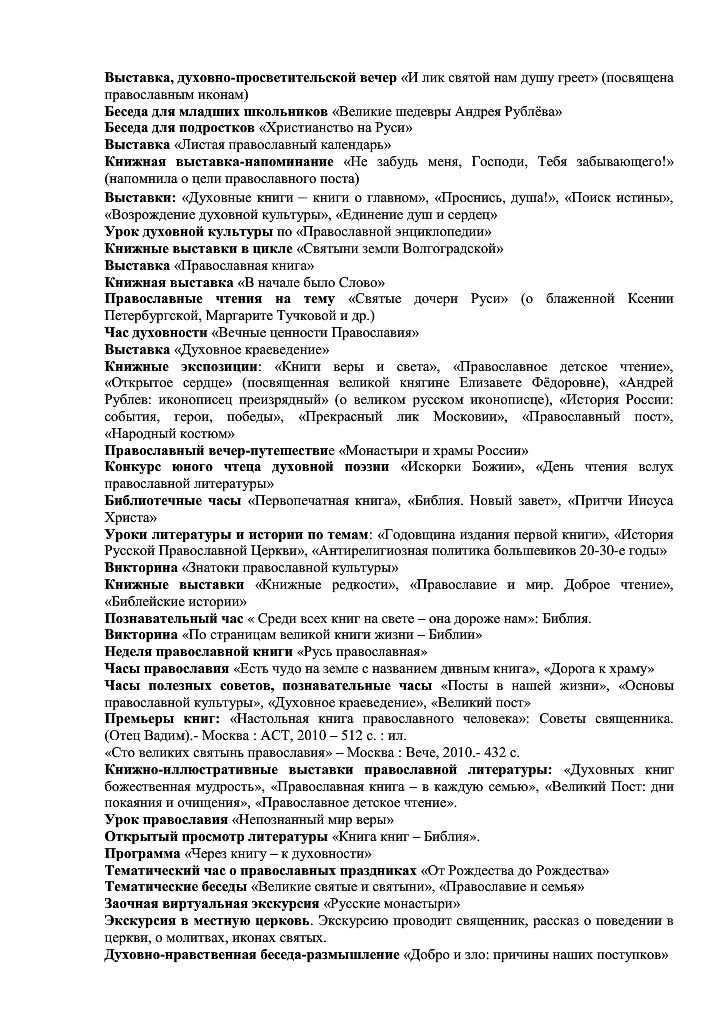 Выставка, духовно-просветительской вечер «И лик святой нам душу греет» (посвящена
православным иконам)
Беседа для младших школьников «Великие шедевры Андрея Рублёва»
Беседа для подростков «Христианство на Руси»
Выставка «Листая православный календарь»
Книжная выставка-напоминание «Не забудь меня, Господи, Тебя забывающего!»
(напомнила о цели православного поста)
Выставки: «Духовные книги – книги о главном», «Проснись, душа!», «Поиск истины»,
«Возрождение духовной культуры», «Единение душ и сердец»
Урок духовной культуры по «Православной энциклопедии»
Книжные выставки в цикле «Святыни земли Волгоградской»
Выставка «Православная книга»
Книжная выставка «В начале было Слово»
Православные чтения на тему «Святые дочери Руси» (о блаженной Ксении
Петербургской, Маргарите Тучковой и др.)
Час духовности «Вечные ценности Православия»
Выставка «Духовное краеведение»
Книжные экспозиции: «Книги веры и света», «Православное детское чтение»,
«Открытое сердце» (посвященная великой княгине Елизавете Фёдоровне), «Андрей
Рублев: иконописец преизрядный» (о великом русском иконописце), «История России:
события, герои, победы», «Прекрасный лик Московии», «Православный пост»,
«Народный костюм»
Православный вечер-путешествие «Монастыри и храмы России»
Конкурс юного чтеца духовной поэзии «Искорки Божии», «День чтения вслух
православной литературы»
Библиотечные часы «Первопечатная книга», «Библия. Новый завет», «Притчи Иисуса
Христа»
Уроки литературы и истории по темам: «Годовщина издания первой книги», «История
Русской Православной Церкви», «Антирелигиозная политика большевиков 20-30-е годы»
Викторина «Знатоки православной культуры»
Книжные выставки «Книжные редкости», «Православие и мир. Доброе чтение»,
«Библейские истории»
Познавательный час « Среди всех книг на свете – она дороже нам»: Библия.
Викторина «По страницам великой книги жизни – Библии»
Неделя православной книги «Русь православная»
Часы православия «Есть чудо на земле с названием дивным книга», «Дорога к храму»
Часы полезных советов, познавательные часы «Посты в нашей жизни», «Основы
православной культуры», «Духовное краеведение», «Великий пост»
Премьеры книг: «Настольная книга православного человека»: Советы священника.
(Отец Вадим).- Москва : АСТ, 2010 – 512 с. : ил.
«Сто великих святынь православия» – Москва : Вече, 2010.- 432 с.
Книжно-иллюстративные выставки православной литературы: «Духовных книг
божественная мудрость», «Православная книга – в каждую семью», «Великий Пост: дни
покаяния и очищения», «Православное детское чтение».
Урок православия «Непознанный мир веры»
Открытый просмотр литературы «Книга книг – Библия».
Программа «Через книгу – к духовности»
Тематический час о православных праздниках «От Рождества до Рождества»
Тематические беседы «Великие святые и святыни», «Православие и семья»
Заочная виртуальная экскурсия «Русские монастыри»
Экскурсия в местную церковь. Экскурсию проводит священник, рассказ о поведении в
церкви, о молитвах, иконах святых.
Духовно-нравственная беседа-размышление «Добро и зло: причины наших поступков»